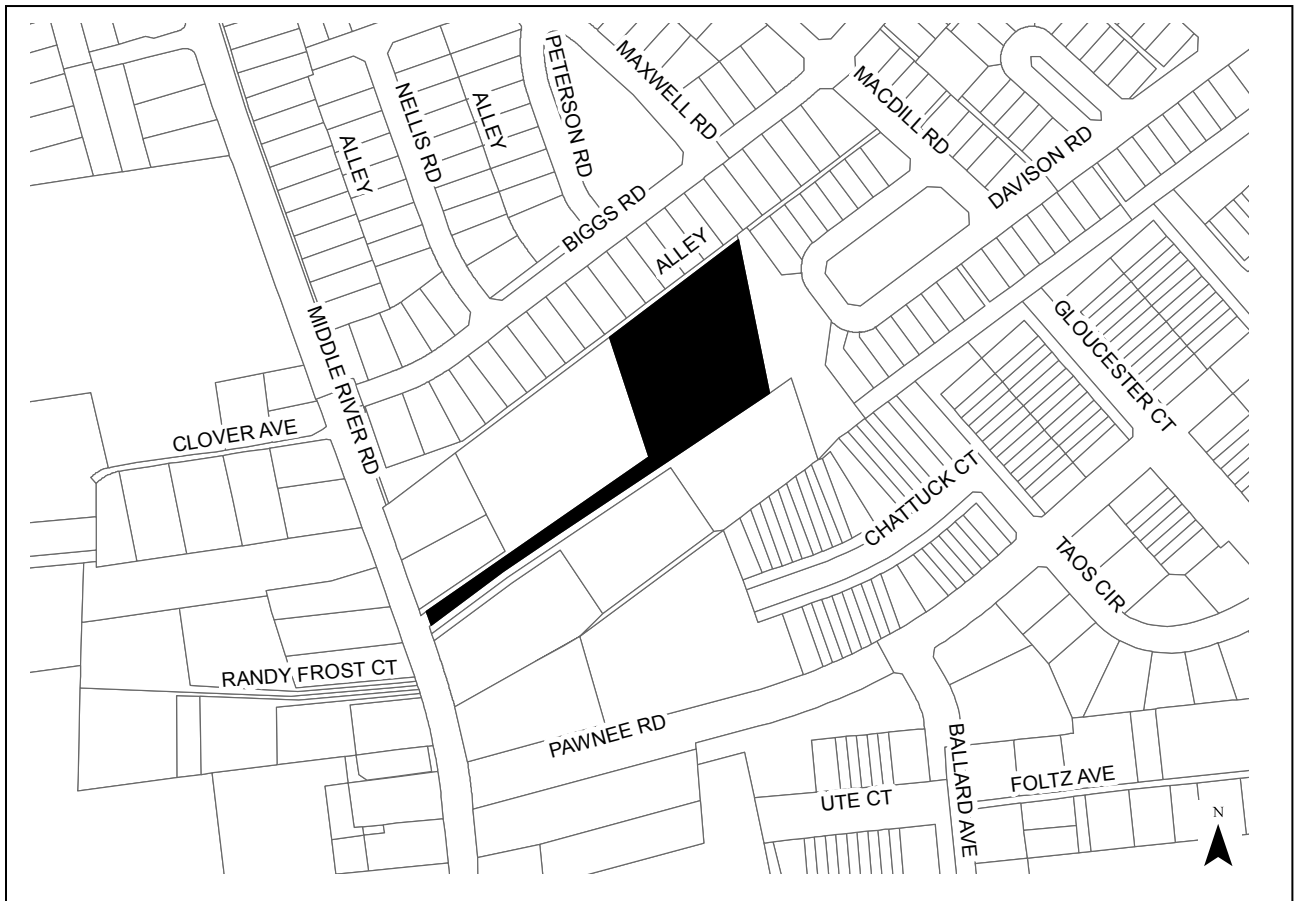 PETERSON RD
MAXWELL RD
MACDILL RD
NELLIS RD
ALLEY
ALLEY
DAVISON RD
BIGGS RD
ALLEY
MIDDLE RIVER RD
GLOUCESTER CT
CLOVER AVE
CHATTUCK CT
TAOS CIR
RANDY FROST CT
PAWNEE RD
BALLARD AVE
FOLTZ AVE
UTE CT
N